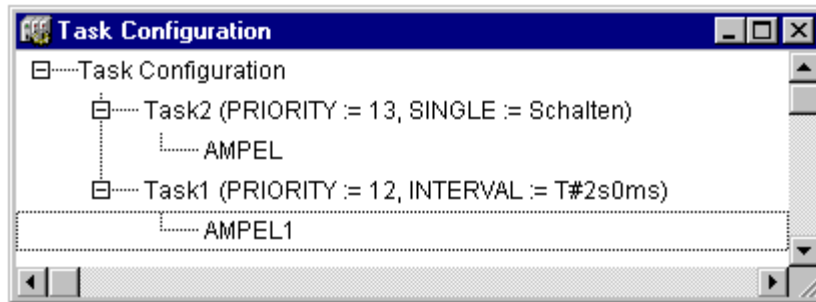 Task Configuration
Task Configuration
Task2 (PRIORITY := 13, SINGLE := Schalten)
AMPEL
Task1 (PRIORITY := 12, INTERVAL := T#2s0ms)
AMPEL1